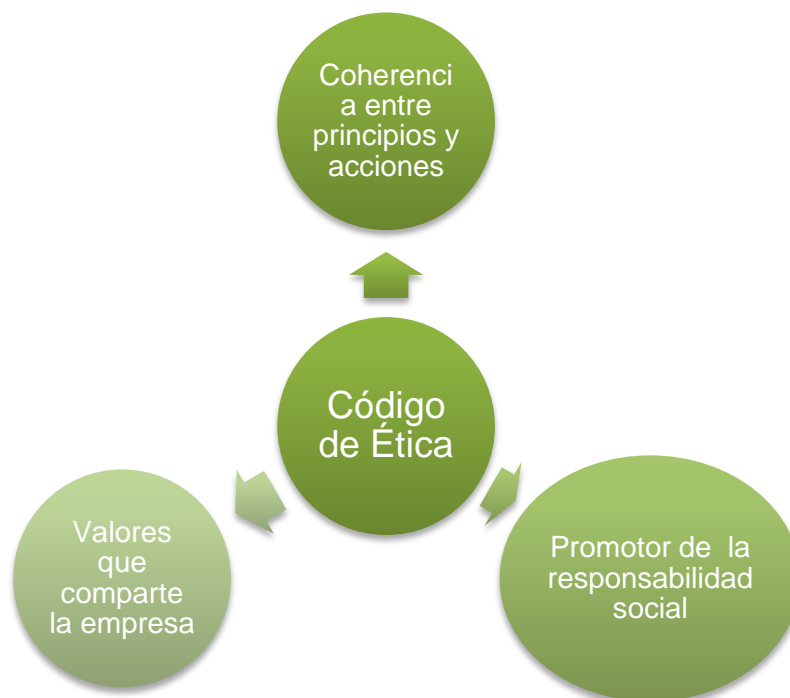 Coherenci
a entre
principios y
acciones
Código
de Ética
Valores
que
comparte
la empresa
Promotor de  la
responsabilidad
social